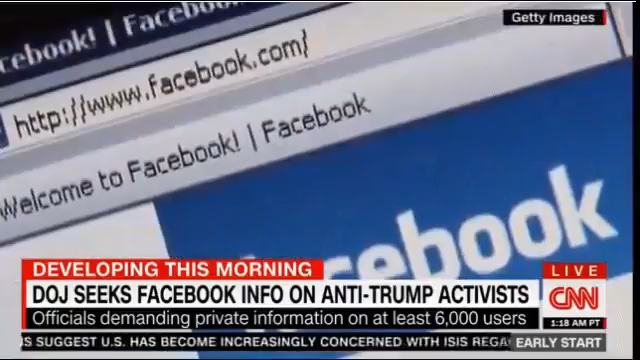 Getty Images
cebook! | Facebook
http://www.facebook.com/
Welcome to Facebook! | Facebook
facebook
DEVELOPING THIS MORNING
LIVE
DOJ SEEKS FACEBOOK INFO ON ANTI-TRUMP ACTIVISTS
CNN
Officials demanding private information on at least 6,000 users
1:18 AM PT
S SUGGEST U.S. HAS BECOME INCREASINGLY CONCERNED WITH ISIS REGA
EARLY START